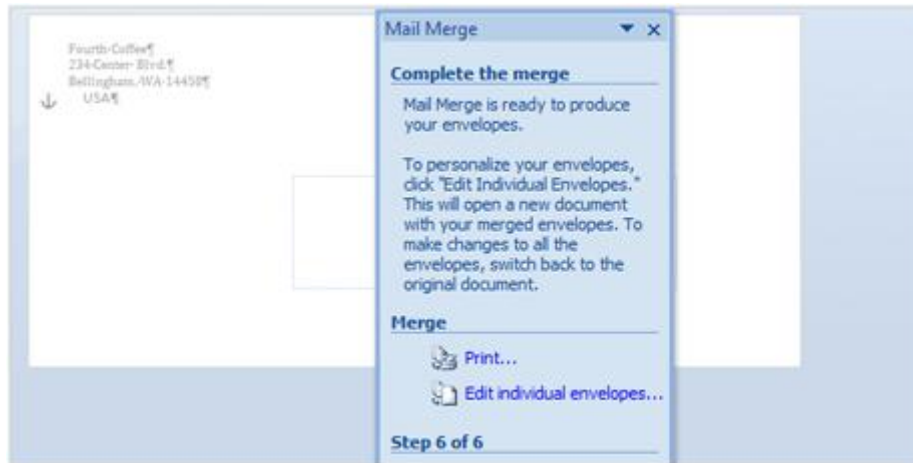 Fourth·Coffee¶
234·Center·Blvd.¶
Bellingham,·WA·14459¶
USA¶
Mail Merge
Complete the merge
Mail Merge is ready to produce
your envelopes.
To personalize your envelopes,
click "Edit Individual Envelopes."
This will open a new document
with your merged envelopes. To
make changes to all the
envelopes, switch back to the
original document.
Merge
Print...
Edit individual envelopes...
Step 6 of 6